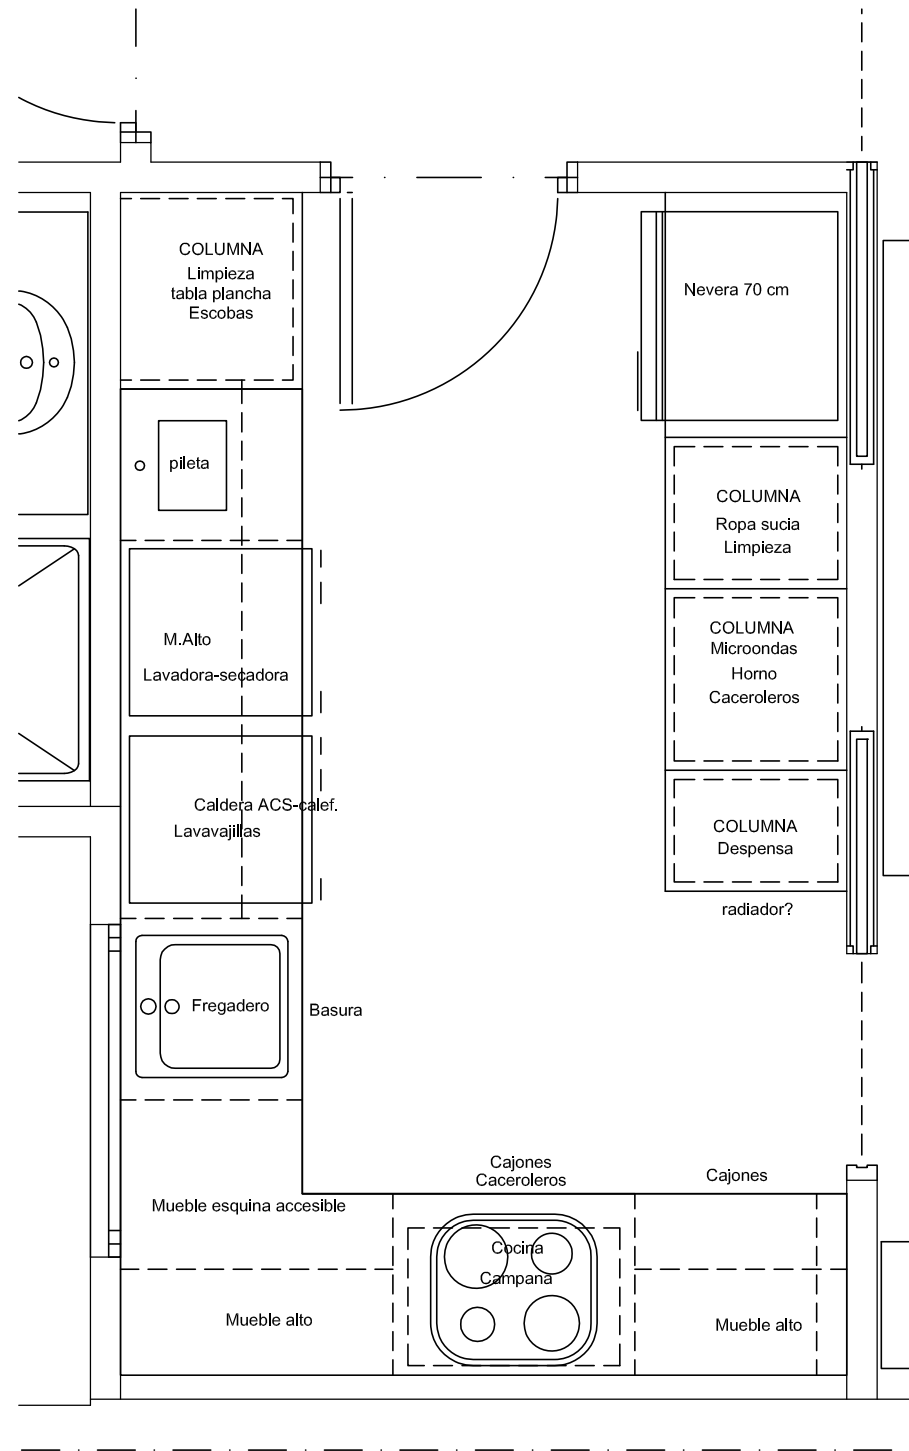 COLUMNA
Limpieza
tabla plancha
Escobas
Nevera 70 cm
pileta
COLUMNA
Ropa sucia
Limpieza
M.Alto
Lavadora-secadora
COLUMNA
Microondas
Horno
Caceroleros
Caldera ACS-calef.
Lavavajillas
COLUMNA
Despensa
radiador?
Fregadero
Basura
Cajones
Caceroleros
Cajones
Mueble esquina accesible
Cocina
Campana
Mueble alto
Mueble alto